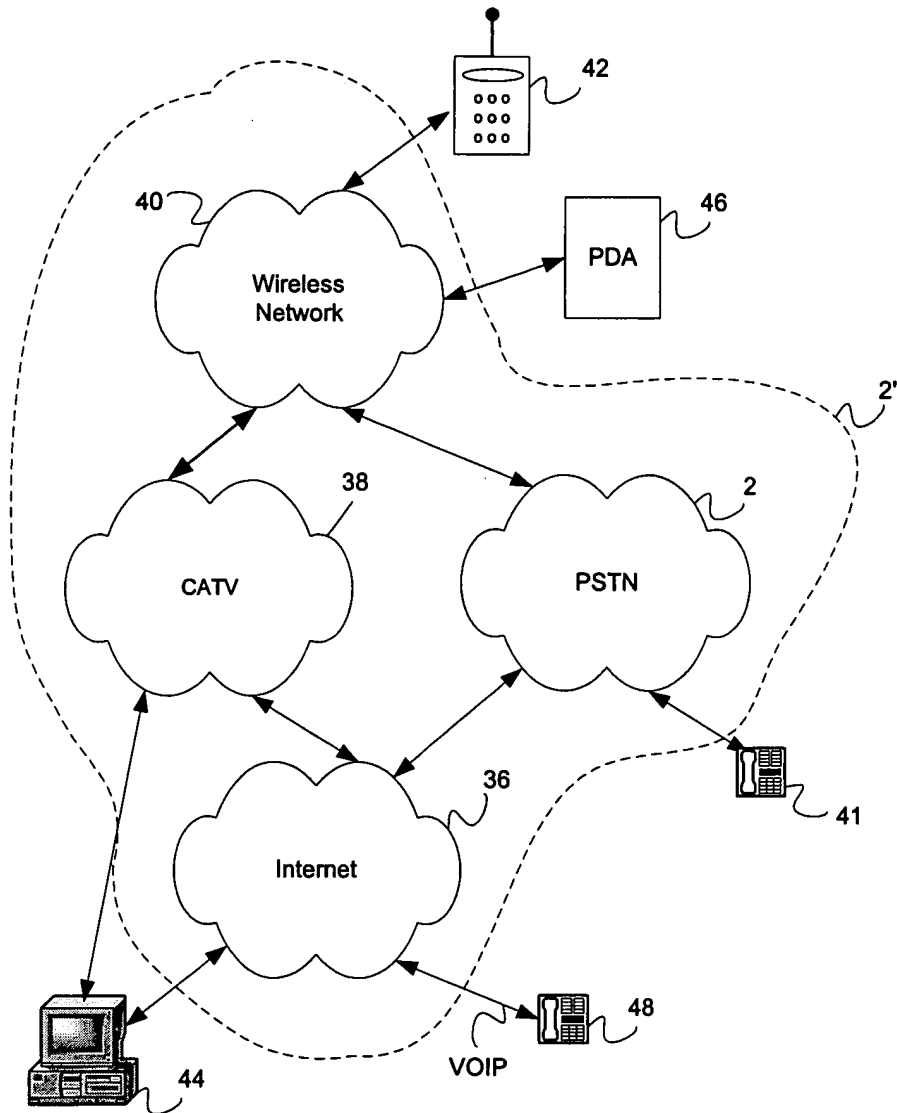 42
40
46
PDA
Wireless
Network
2'
38
2
CATV
PSTN
36
41
Internet
48
VOIP
44